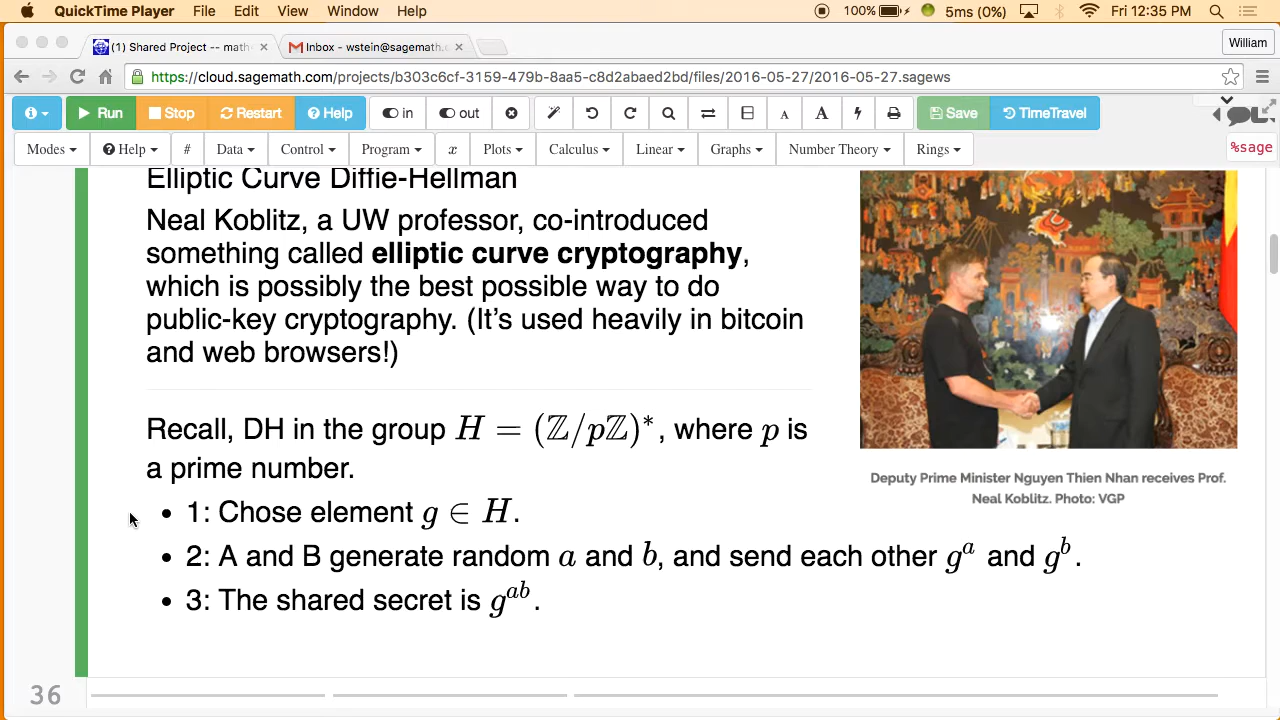 QuickTime Player File Edit View Window Help 100% 5ms (0%) Fri 12:35 PM
(1) Shared Project -- math × Inbox - wstein@sagemath.c × William
https://cloud.sagemath.com/projects/b303c6cf-3159-479b-8aa5-c8d2abaed2bd/files/2016-05-27/2016-05-27.sagews
Run Stop Restart Help in out A A Save TimeTravel
Modes Help # Data Control Program x Plots Calculus Linear Graphs Number Theory Rings %sage
Elliptic Curve Diffie-Hellman
Neal Koblitz, a UW professor, co-introduced
something called elliptic curve cryptography,
which is possibly the best possible way to do
public-key cryptography. (It’s used heavily in bitcoin
and web browsers!)
Recall, DH in the group H = (ℤ/pℤ)*, where p is
a prime number.
• 1: Chose element g ∈ H.
• 2: A and B generate random a and b, and send each other g^a and g^b.
• 3: The shared secret is g^{ab}.
Deputy Prime Minister Nguyen Thien Nhan receives Prof.
Neal Koblitz. Photo: VGP
36